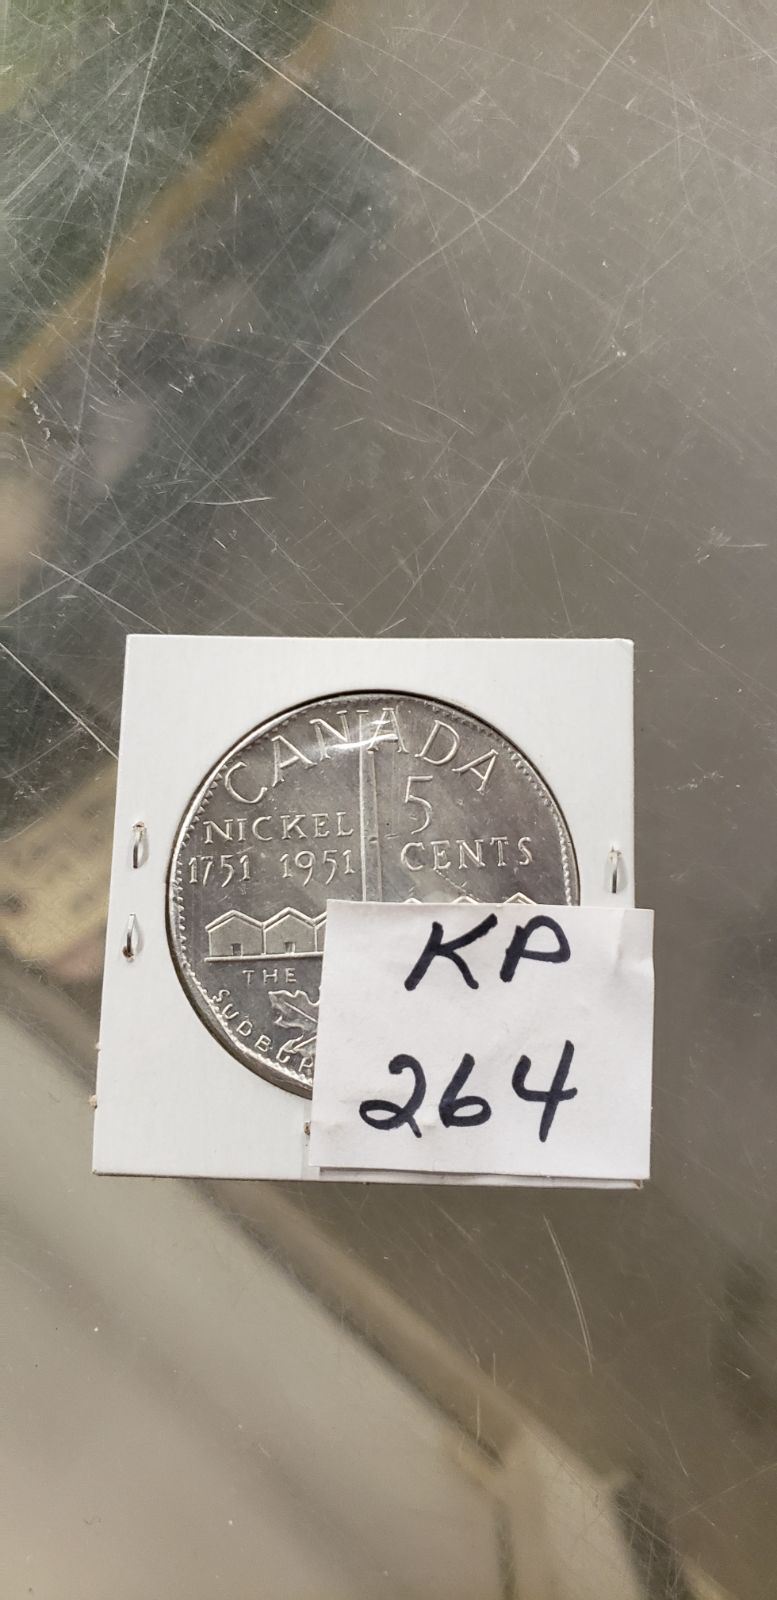 CANADA
5
NICKEL
CENTS
1751 1951
THE
KP
264